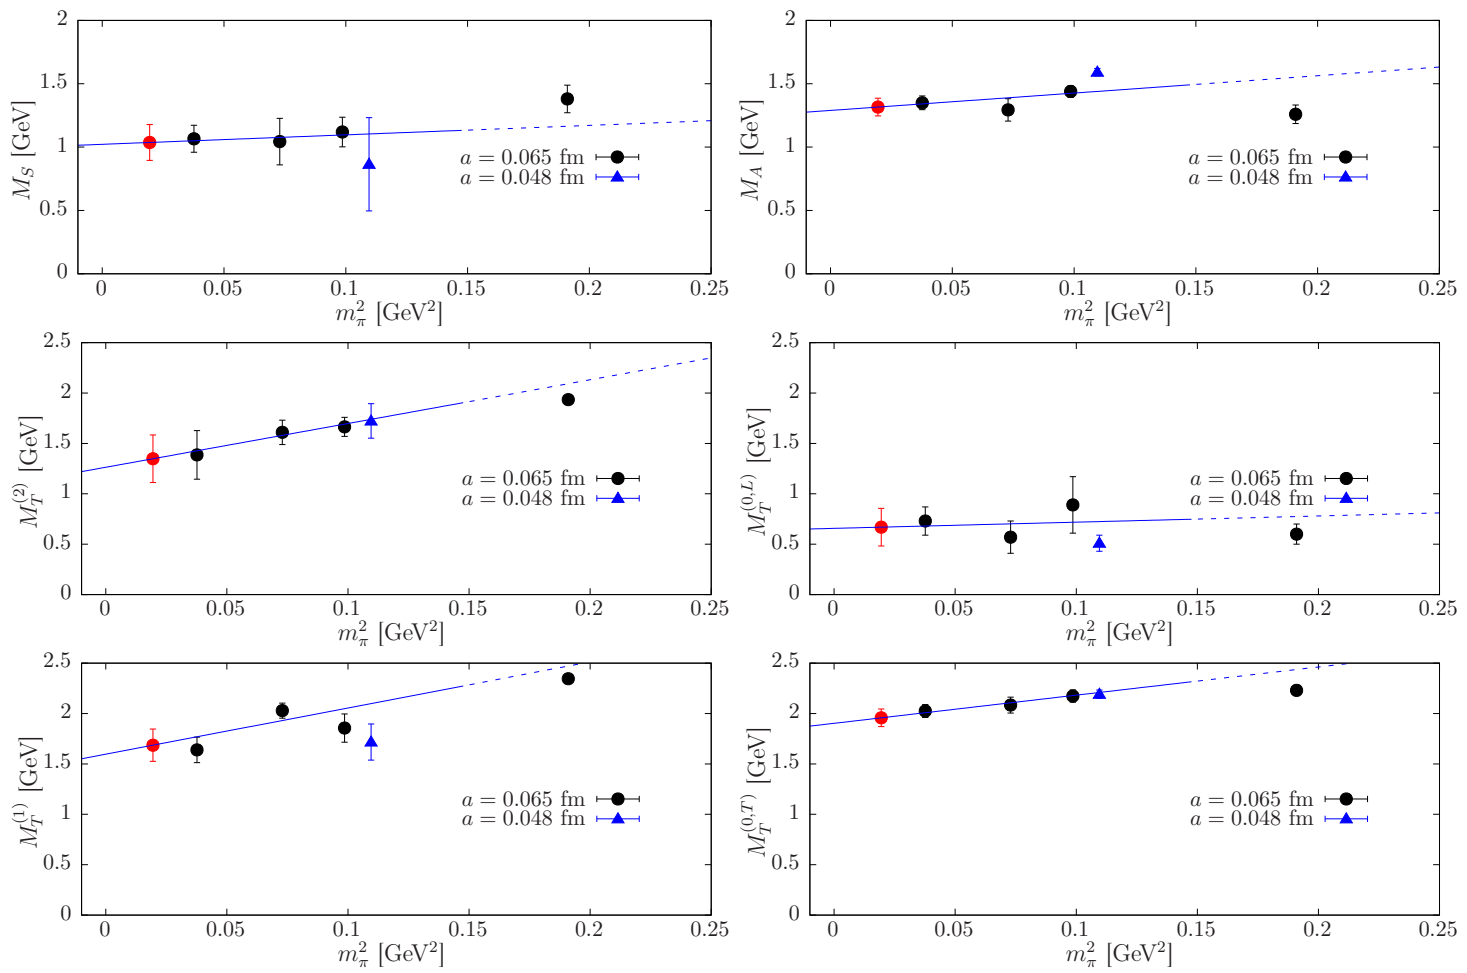 2
1.5
1
0.5
0
M_S [GeV]
a = 0.065 fm
a = 0.048 fm
0 0.05 0.1 0.15 0.2 0.25
m_π^2 [GeV^2]
2
1.5
1
0.5
0
M_A [GeV]
a = 0.065 fm
a = 0.048 fm
0 0.05 0.1 0.15 0.2 0.25
m_π^2 [GeV^2]
2.5
2
1.5
1
0.5
0
M_T^(2) [GeV]
a = 0.065 fm
a = 0.048 fm
0 0.05 0.1 0.15 0.2 0.25
m_π^2 [GeV^2]
2.5
2
1.5
1
0.5
0
M_T^(0,L) [GeV]
a = 0.065 fm
a = 0.048 fm
0 0.05 0.1 0.15 0.2 0.25
m_π^2 [GeV^2]
2.5
2
1.5
1
0.5
0
M_T^(1) [GeV]
a = 0.065 fm
a = 0.048 fm
0 0.05 0.1 0.15 0.2 0.25
m_π^2 [GeV^2]
2.5
2
1.5
1
0.5
0
M_T^(0,T) [GeV]
a = 0.065 fm
a = 0.048 fm
0 0.05 0.1 0.15 0.2 0.25
m_π^2 [GeV^2]